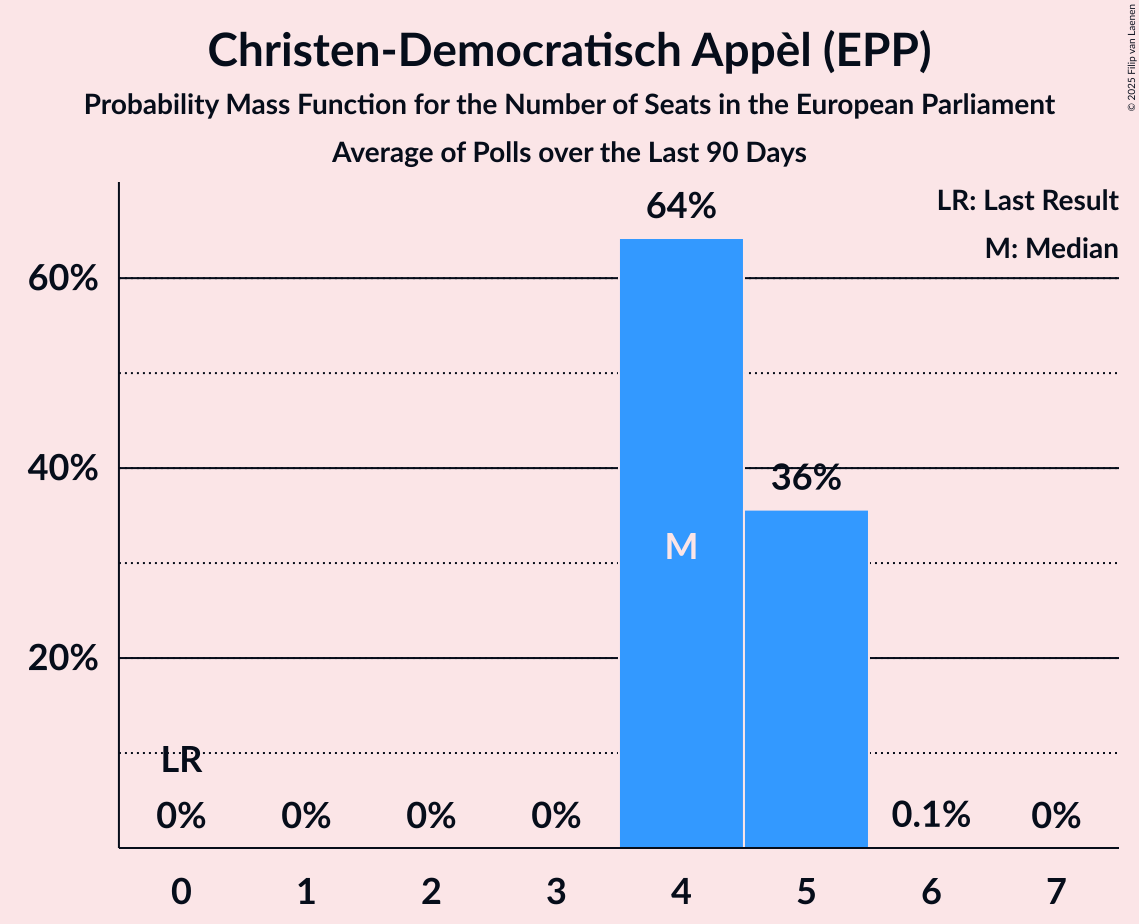 Christen-Democratisch Appèl (EPP)
Probability Mass Function for the Number of Seats in the European Parliament
Average of Polls over the Last 90 Days
© 2025 Filip van Laenen
LR: Last Result
M: Median
64%
60%
40%
36%
M
20%
LR
0% 0% 0% 0% 0.1% 0%
0 1 2 3 4 5 6 7